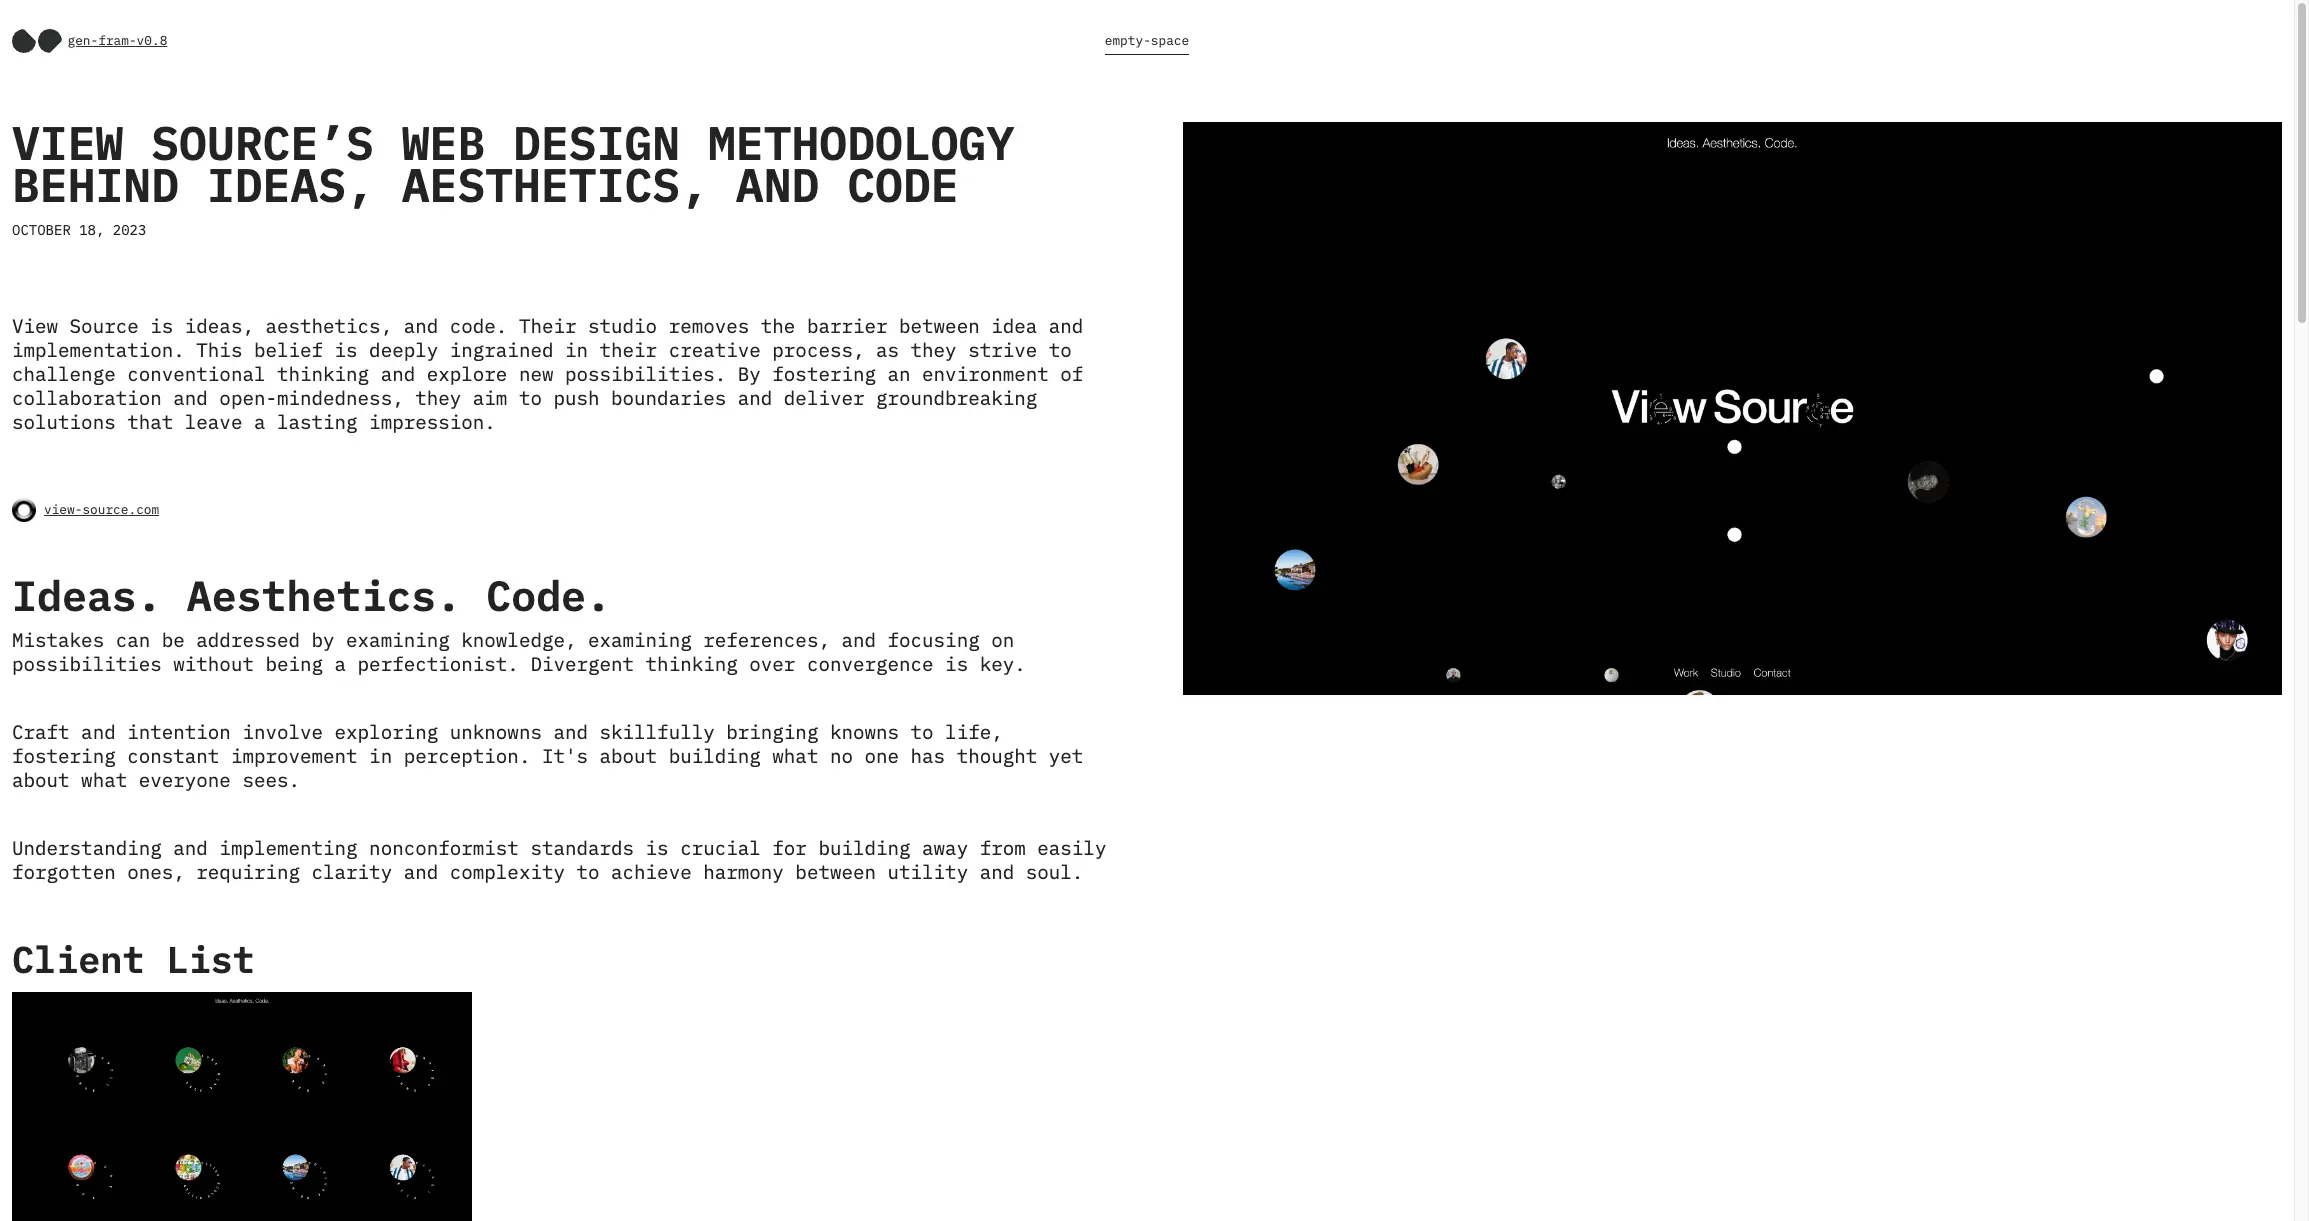 gen-fram-v0.8
empty-space
VIEW SOURCE’S WEB DESIGN METHODOLOGY
BEHIND IDEAS, AESTHETICS, AND CODE
OCTOBER 18, 2023
View Source is ideas, aesthetics, and code. Their studio removes the barrier between idea and
implementation. This belief is deeply ingrained in their creative process, as they strive to
challenge conventional thinking and explore new possibilities. By fostering an environment of
collaboration and open-mindedness, they aim to push boundaries and deliver groundbreaking
solutions that leave a lasting impression.
view-source.com
Ideas. Aesthetics. Code.
Mistakes can be addressed by examining knowledge, examining references, and focusing on
possibilities without being a perfectionist. Divergent thinking over convergence is key.
Craft and intention involve exploring unknowns and skillfully bringing knowns to life,
fostering constant improvement in perception. It's about building what no one has thought yet
about what everyone sees.
Understanding and implementing nonconformist standards is crucial for building away from easily
forgotten ones, requiring clarity and complexity to achieve harmony between utility and soul.
Client List
Ideas. Aesthetics. Code.
Ideas. Aesthetics. Code.
View Source
Work Studio Contact